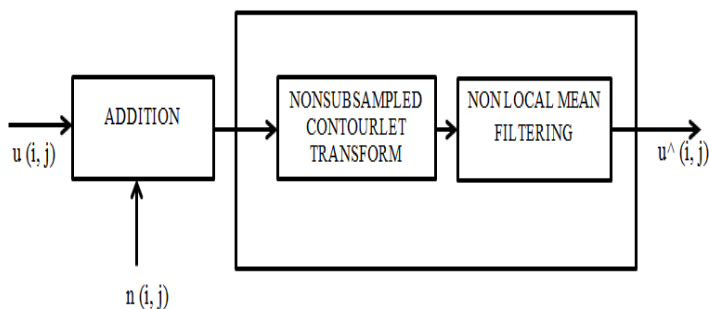 ADDITION
NONSUBSAMPLED
CONTOURLET
TRANSFORM
NON LOCAL MEAN
FILTERING
u (i, j)
u^ (i, j)
n (i, j)